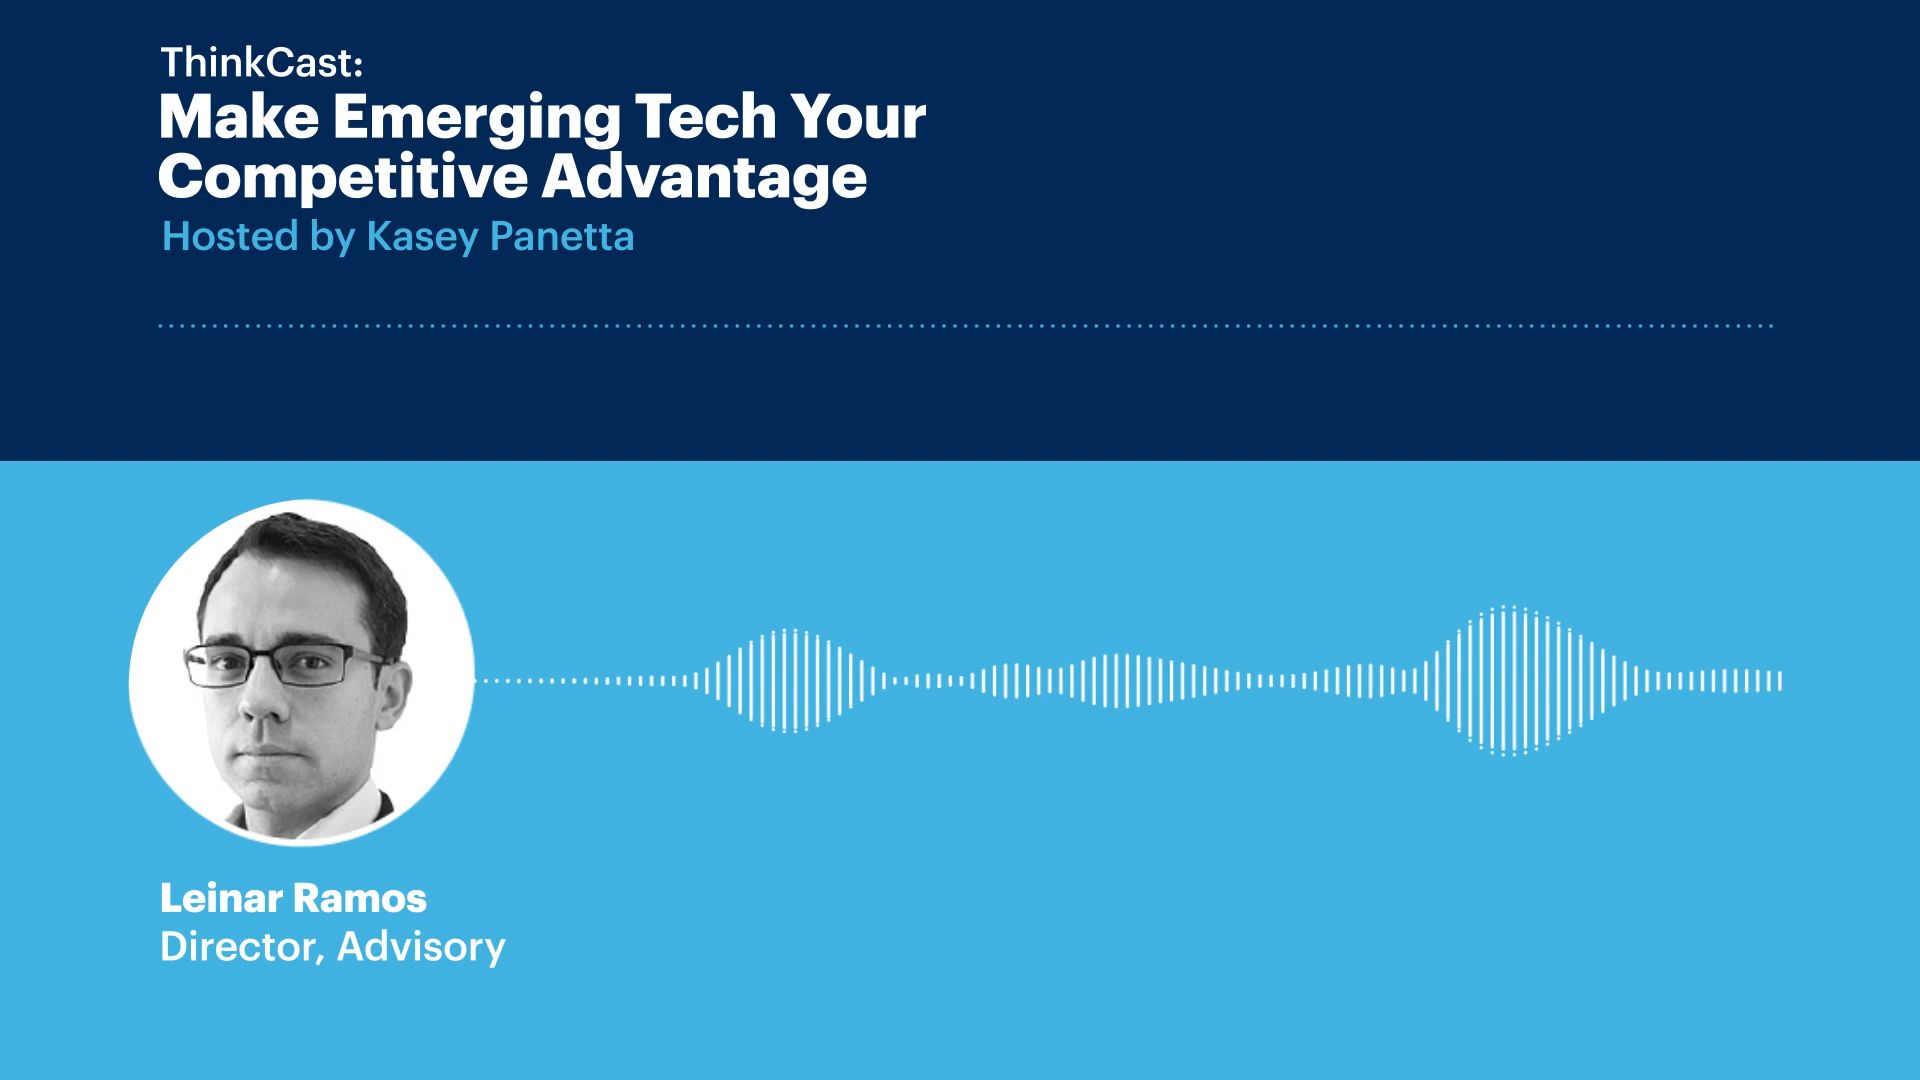 ThinkCast:
Make Emerging Tech Your
Competitive Advantage
Hosted by Kasey Panetta
Leinar Ramos
Director, Advisory